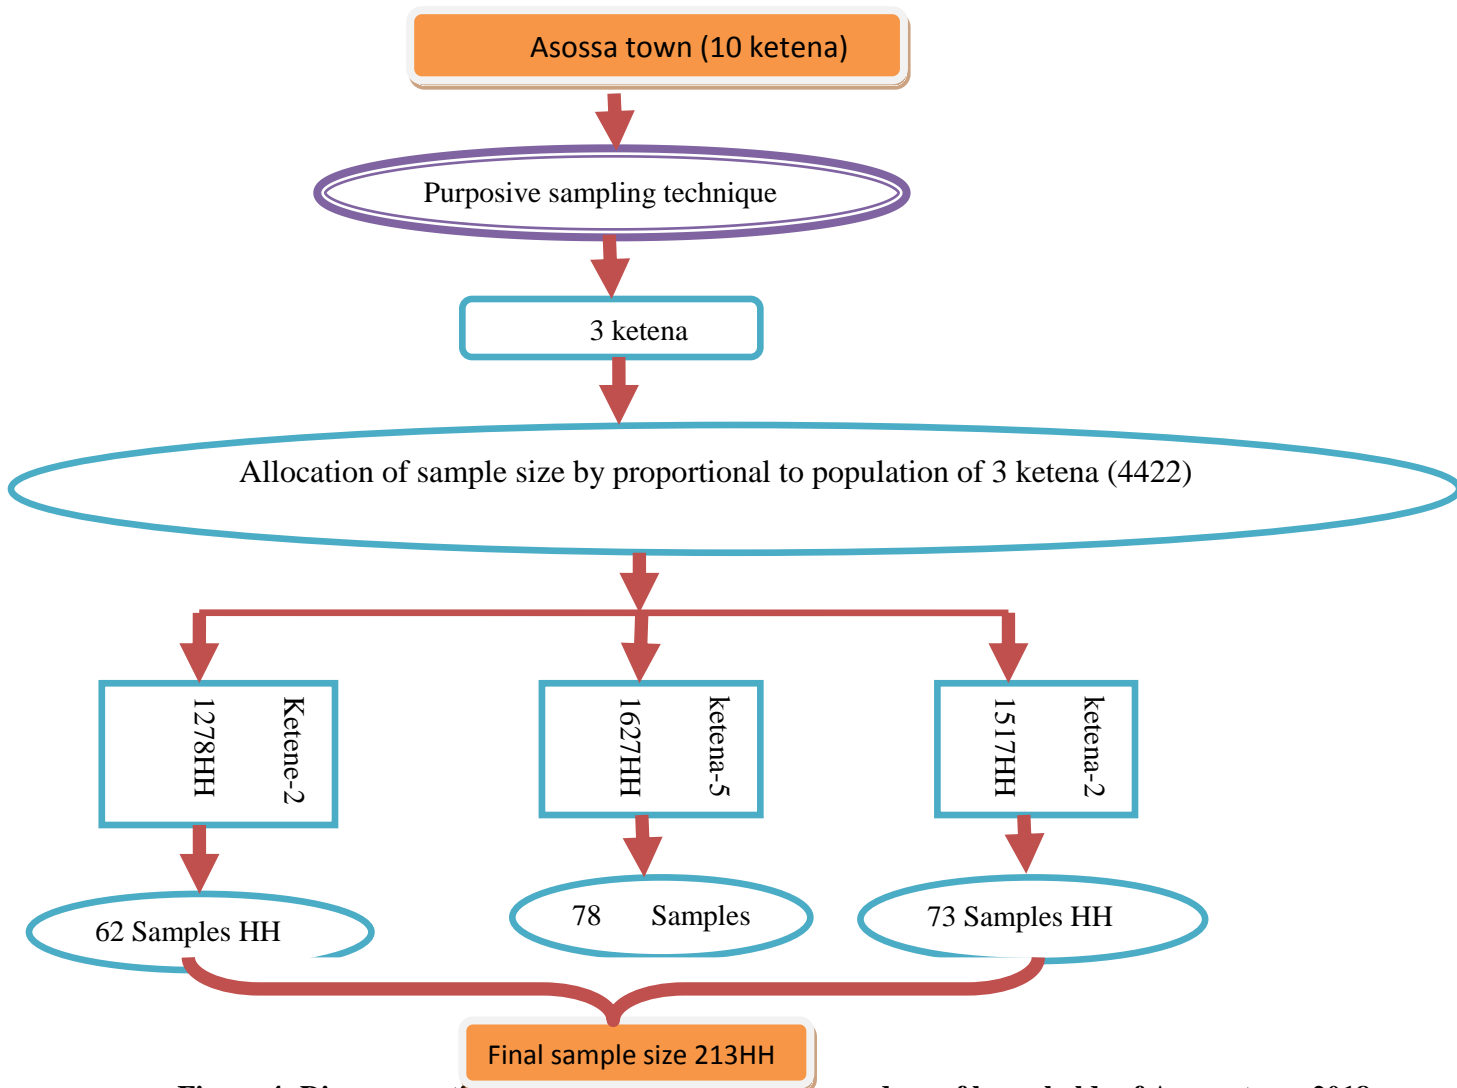 Asossa town (10 ketena)
Purposive sampling technique
3 ketena
Allocation of sample size by proportional to population of 3 ketena (4422)
Ketene-2
1278HH
ketena-5
1627HH
ketena-2
1517HH
62 Samples HH
78 Samples
73 Samples HH
Final sample size 213HH